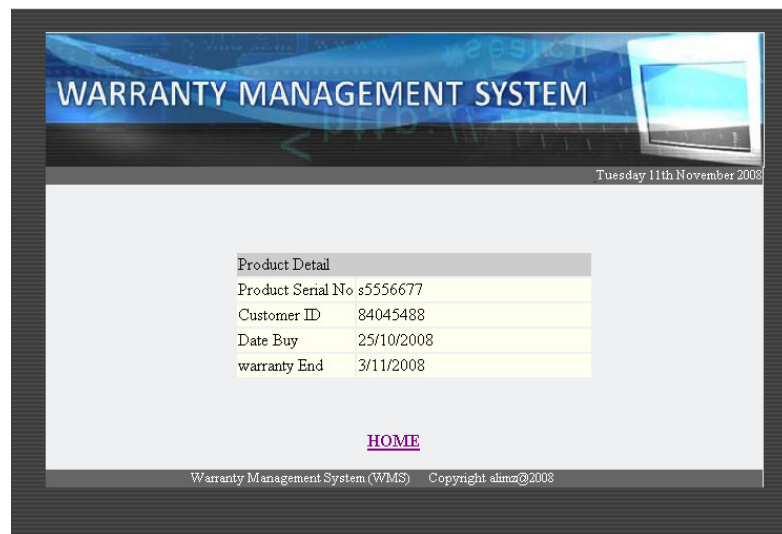 WARRANTY MANAGEMENT SYSTEM
Tuesday 11th November 2008
Product Detail
Product Serial No s5556677
Customer ID 84045488
Date Buy 25/10/2008
warranty End 3/11/2008
HOME
Warranty Management System (WMS) Copyright alimz@2008